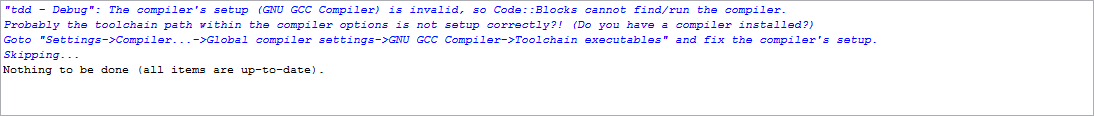 "tdd - Debug": The compiler's setup (GNU GCC Compiler) is invalid, so Code::Blocks cannot find/run the compiler.
Probably the toolchain path within the compiler options is not setup correctly?! (Do you have a compiler installed?)
Goto "Settings->Compiler...->Global compiler settings->GNU GCC Compiler->Toolchain executables" and fix the compiler's setup.
Skipping...
Nothing to be done (all items are up-to-date).